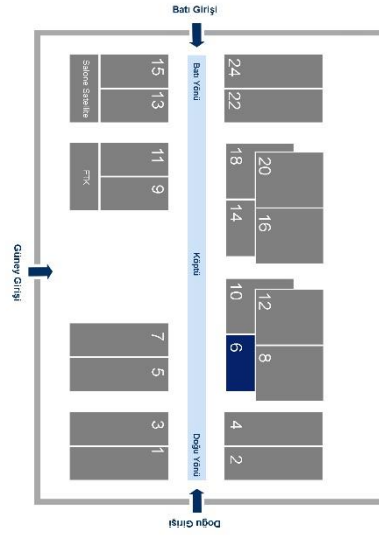 Batı Girişi
Salone Satellite
15
13
Batı Yönü
24
22
FTK
11
9
18
20
14
16
Güney Girişi
Köprü
10
12
6
8
7
5
3
1
Doğu Yönü
4
2
Doğu Girişi